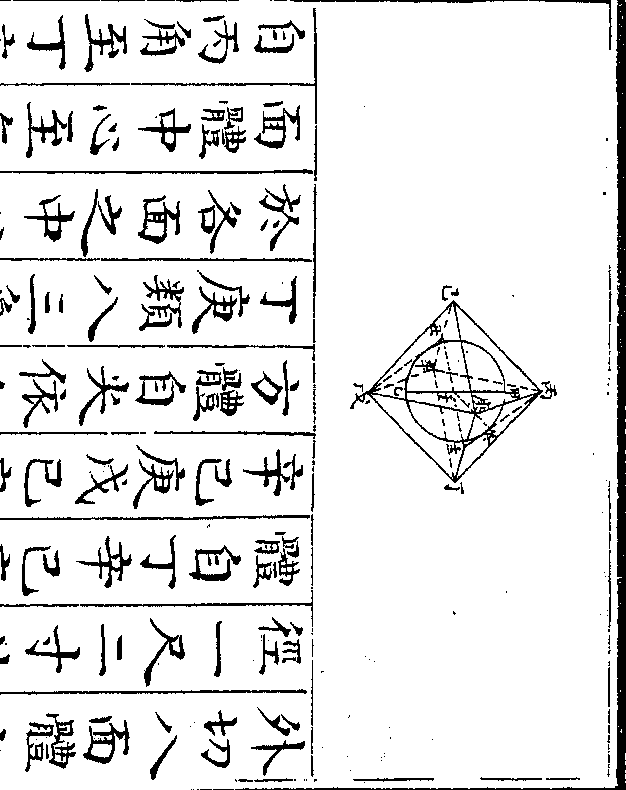 丙
甲
庚
辛
己
壬
丁
乙
戊
外切八面體
徑一尺二寸
體自丁辛己
辛己庚戊己
方體自尖依
丁庚類八三
於各面之中
面體中心至
自丙角至丁